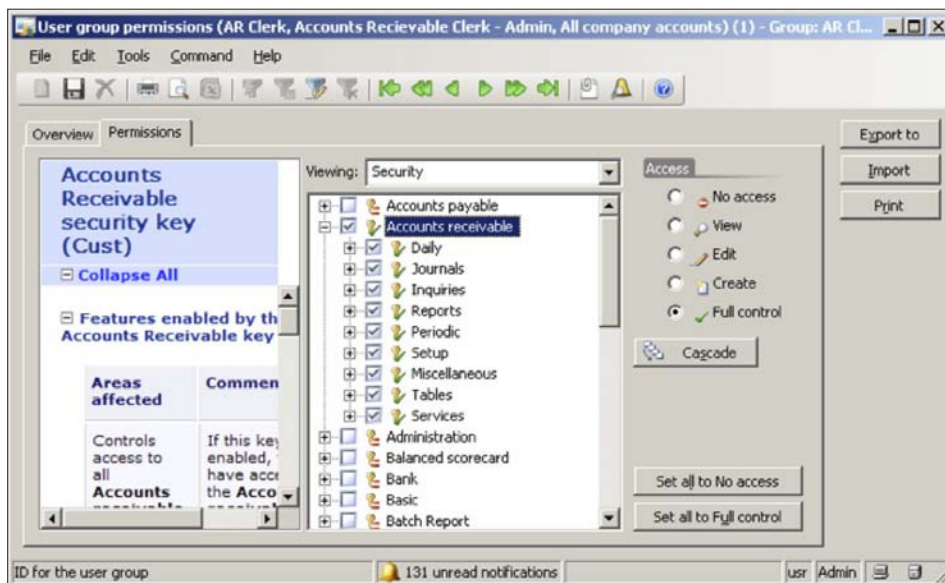 User group permissions (AR Clerk, Accounts Recievable Clerk - Admin, All company accounts) (1) - Group: AR Cl...
File Edit Tools Command Help
Overview Permissions
Export to
Import
Print
Accounts
Receivable
security key
(Cust)
Collapse All
Features enabled by th
Accounts Receivable key
Areas
affected
Commen
Controls
access to
all
Accounts
If this key
enabled,
have acce
the Acco
Viewing: Security
Accounts payable
Accounts receivable
Daily
Journals
Inquiries
Reports
Periodic
Setup
Miscellaneous
Tables
Services
Administration
Balanced scorecard
Bank
Basic
Batch Report
Access
No access
View
Edit
Create
Full control
Cascade
Set all to No access
Set all to Full control
ID for the user group
131 unread notifications
usr
Admin